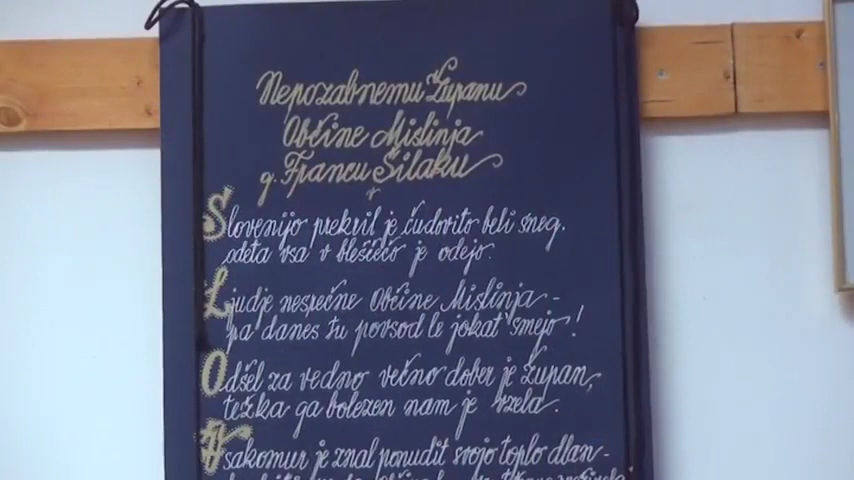 Nepozabnemu Županu
Občine Mislinja
g. Francu Šilaku
Slovenijo prekril je čudovito beli sneg.
odeta vsa v bleščečo je odejo.
Ljudje nesrečne Občine Mislinja -
pa danes tu povsod le jokat smejo!
Odšel za vedno večno dober je župan,
težka ga bolezen nam je vzela.
Vsakomur je znal ponudit svojo toplo dlan -